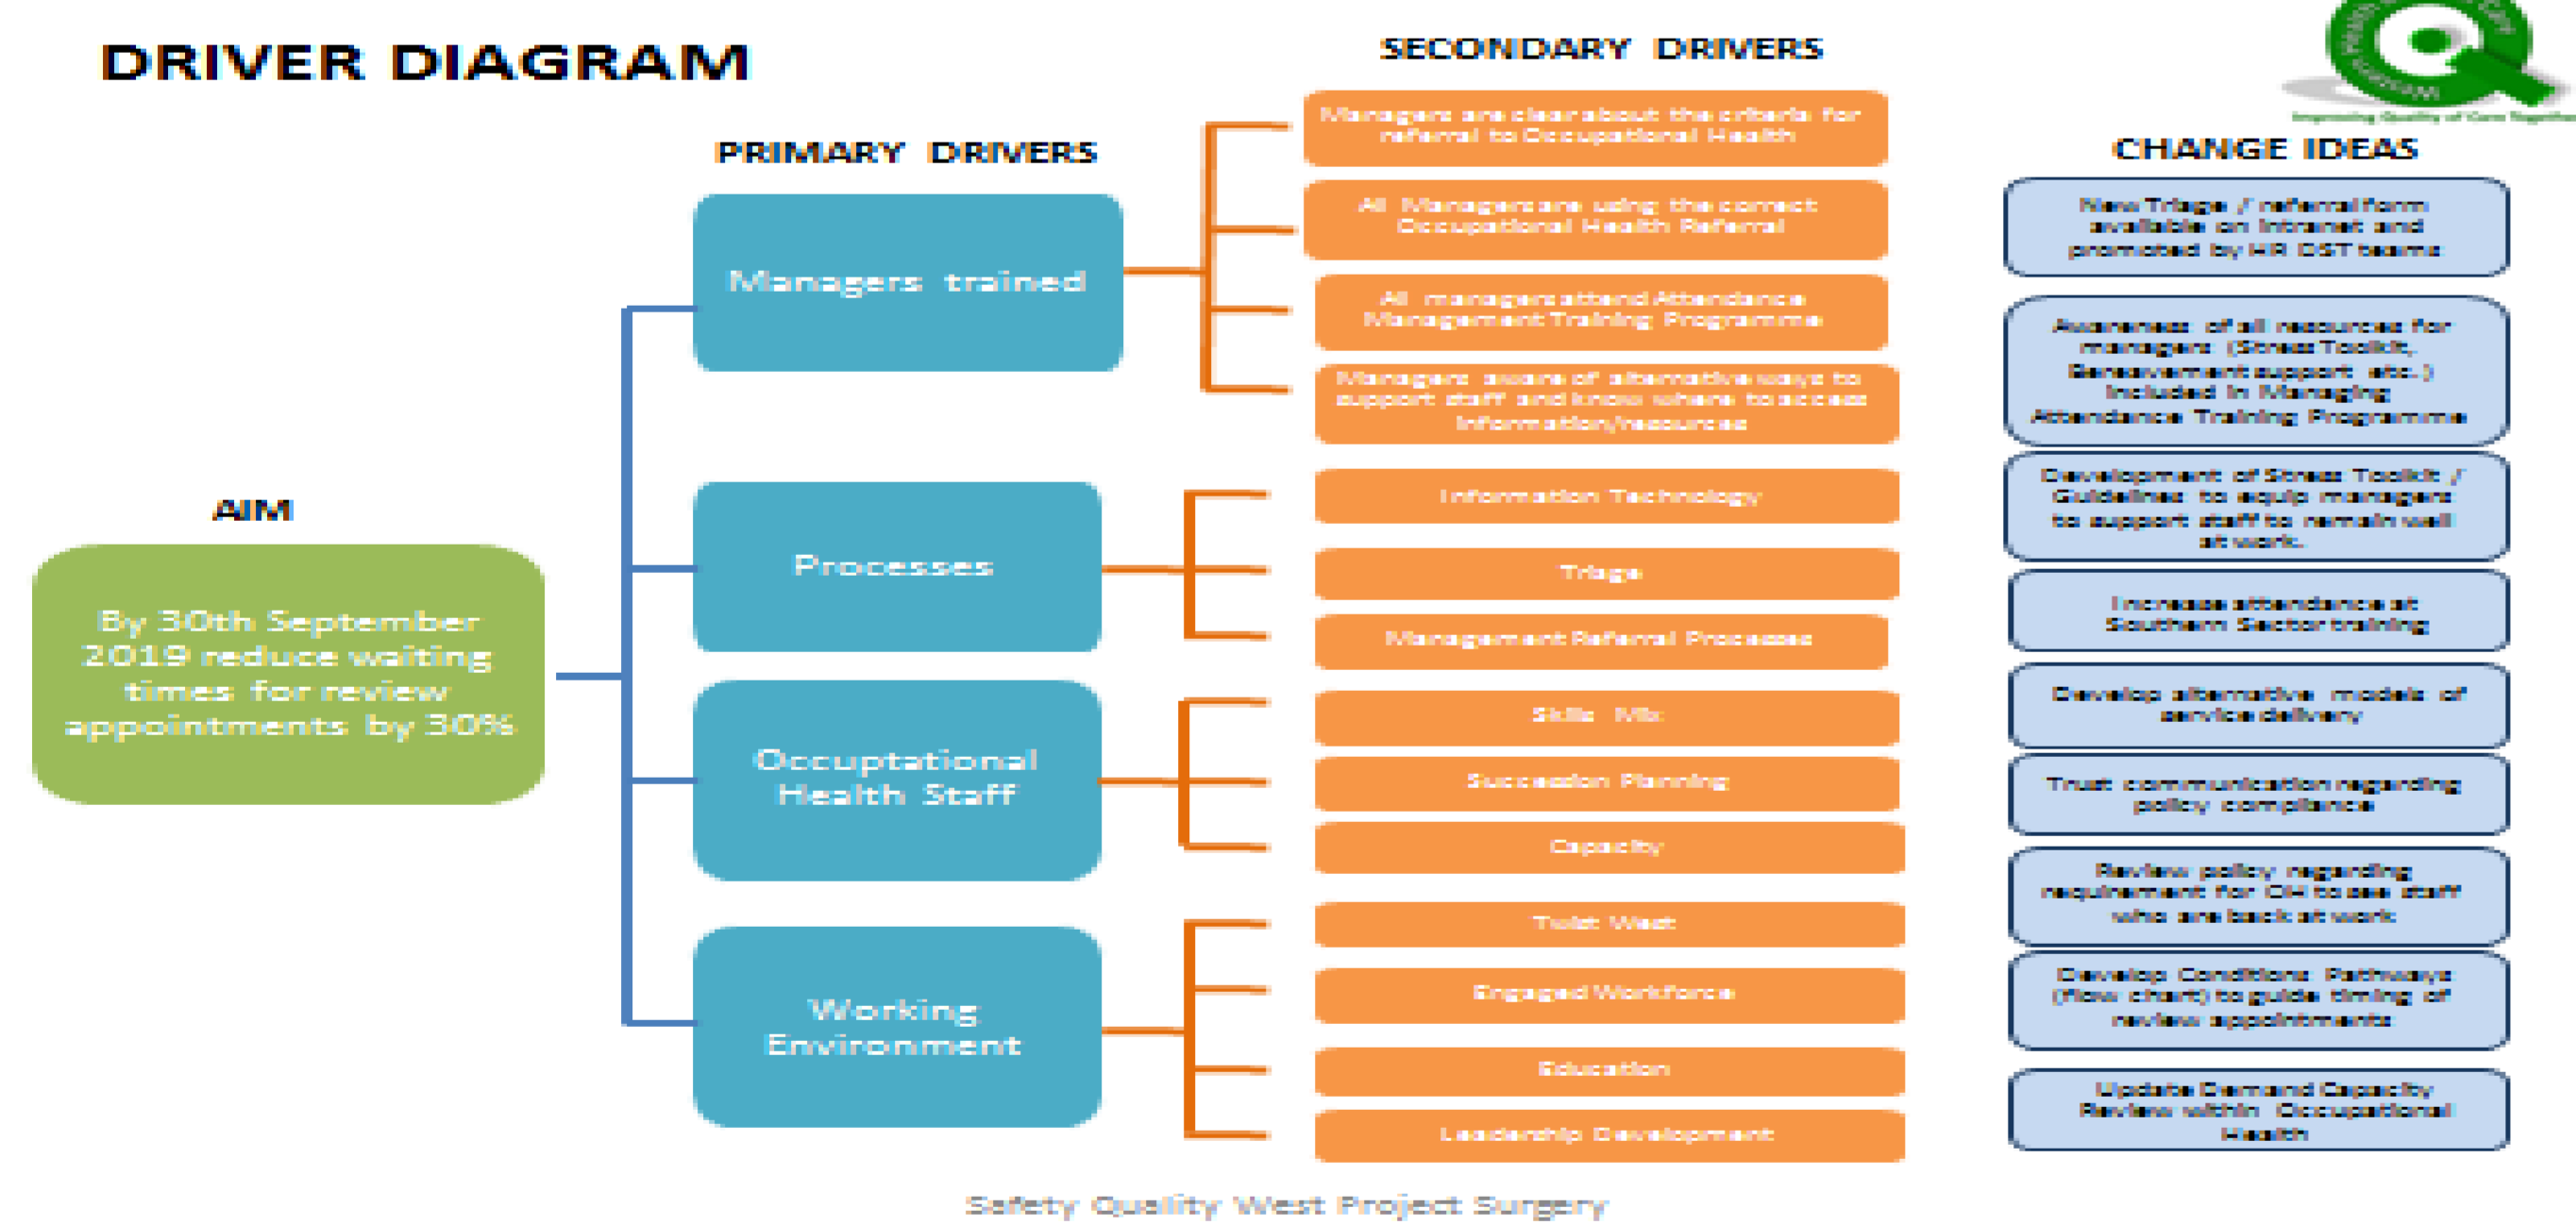 DRIVER DIAGRAM
SECONDARY DRIVERS
PRIMARY DRIVERS
CHANGE IDEAS
AIM
By 30th September
2019 reduce waiting
times for review
appointments by 30%
Managers trained
Processes
Occuptational
Health Staff
Working
Environment
Managers are clear about the criteria for
referral to Occupational Health
All Managers are using the correct
Occupational Health Referral
All managers attend Attendance
Management Training Programme
Managers aware of alternative ways to
support staff and know where to access
information/resources
Information Technology
Triage
Management Referral Processes
Skills Mix
Succession Planning
Capacity
Twist West
Engaged Workforce
Education
Leadership Development
New Triage / referral form
available on intranet and
promoted by HR DST teams
Awareness of all resources for
managers (Stress Toolkit,
Bereavement support etc.)
included in Managing
Attendance Training Programme
Development of Stress Toolkit /
Guidelines to equip managers
to support staff to remain well
at work.
Increase attendance at
Southern Sector training
Develop alternative models of
service delivery
Trust communication regarding
policy compliance
Review policy regarding
requirement for OH to see staff
who are back at work
Develop Conditions Pathways
(flow chart) to guide timing of
review appointments
Update Demand Capacity
Review within Occupational
Health
Improving Quality of Care Together
Safety Quality West Project Surgery